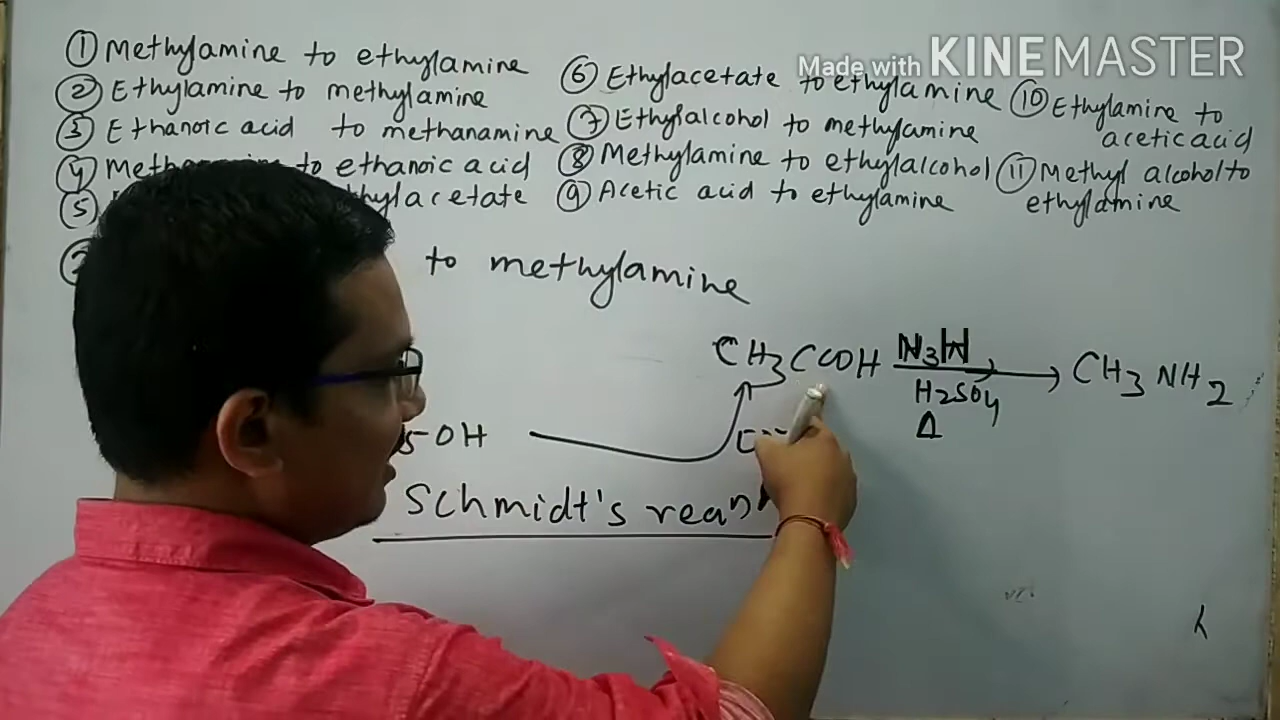 Made with KINEMASTER
① Methylamine to ethylamine
② Ethylamine to methylamine
③ Ethanoic acid to methanamine
④ to ethanoic acid
⑤
⑥ Ethylacetate to ethylamine
⑦ Ethylalcohol to methylamine
⑧ Methylamine to ethylalcohol
⑨ Acetic acid to ethylamine
⑩ Ethylamine to
acetic acid
⑪ Methyl alcohol to
ethylamine
to methylamine
CH3COOH N3H CH3NH2
H2SO4
Δ
5-OH
Schmidt's